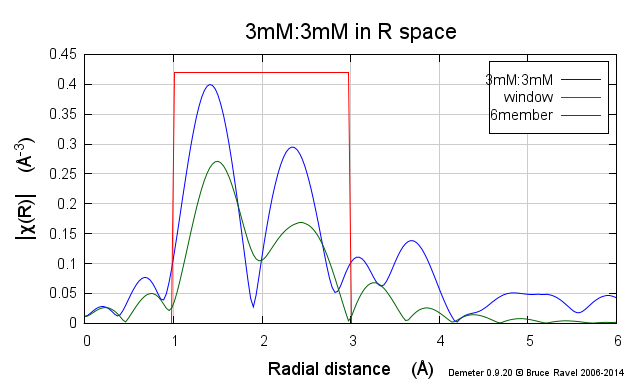 3mM:3mM in R space
0.45
0.4
0.35
0.3
0.25
0.2
0.15
0.1
0.05
0
|χ(R)| (Å-3)
3mM:3mM
window
6member
0 1 2 3 4 5 6
Radial distance (Å)
Demeter 0.9.20 © Bruce Ravel 2006-2014